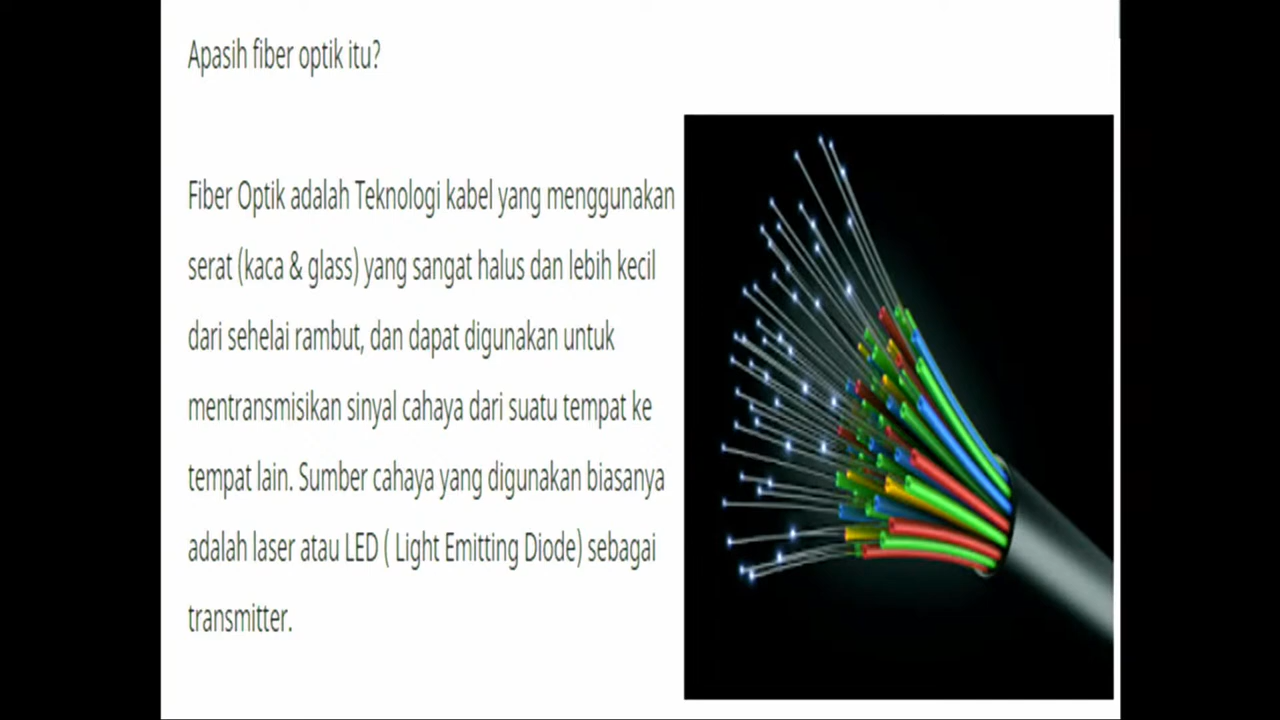 Apasih fiber optik itu?
Fiber Optik adalah Teknologi kabel yang menggunakan
serat (kaca & glass) yang sangat halus dan lebih kecil
dari sehelai rambut, dan dapat digunakan untuk
mentransmisikan sinyal cahaya dari suatu tempat ke
tempat lain. Sumber cahaya yang digunakan biasanya
adalah laser atau LED ( Light Emitting Diode) sebagai
transmitter.